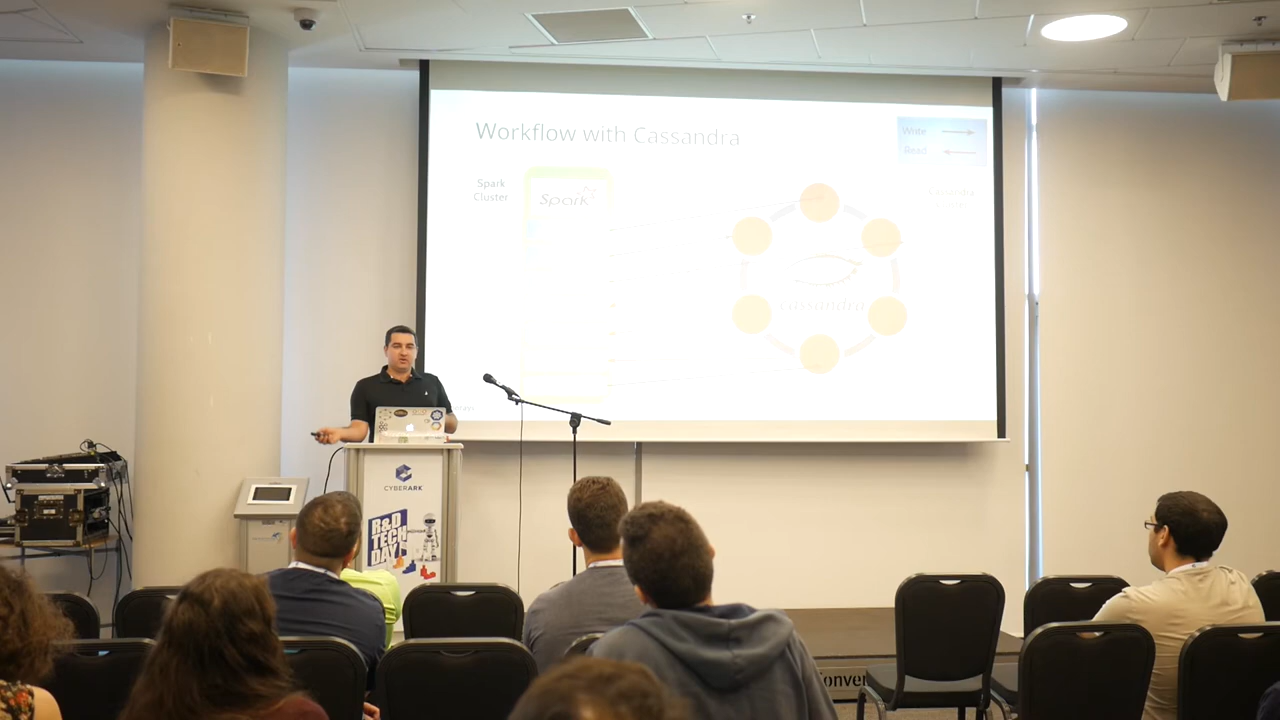 Workflow with Cassandra
Write
Read
Spark
Cluster
Spark
cassandra
CYBERARK
R&D
TECH
DAY